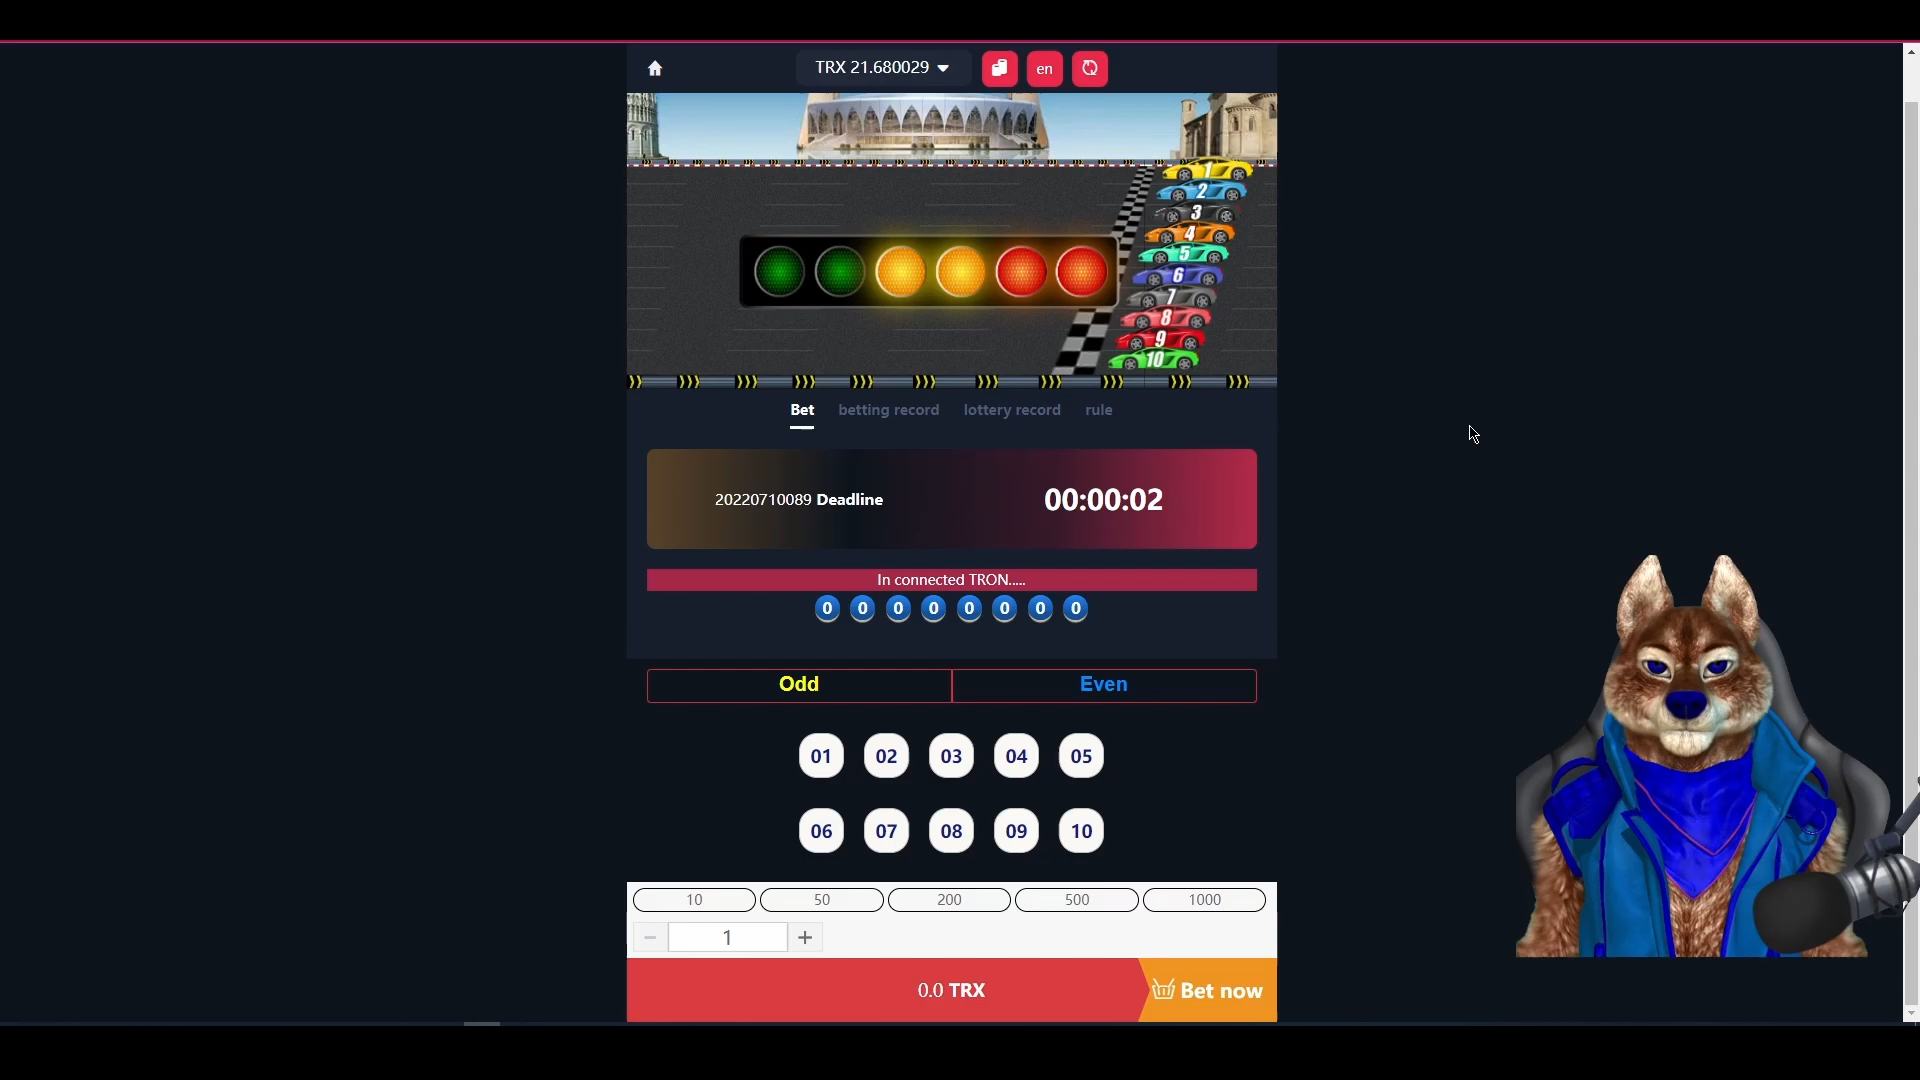 TRX 21.680029
en
1
2
3
4
5
6
7
8
9
10
Bet betting record lottery record rule
20220710089 Deadline 00:00:02
In connected TRON.....
0 0 0 0 0 0 0 0
Odd Even
01 02 03 04 05
06 07 08 09 10
10 50 200 500 1000
− 1 +
0.0 TRX Bet now